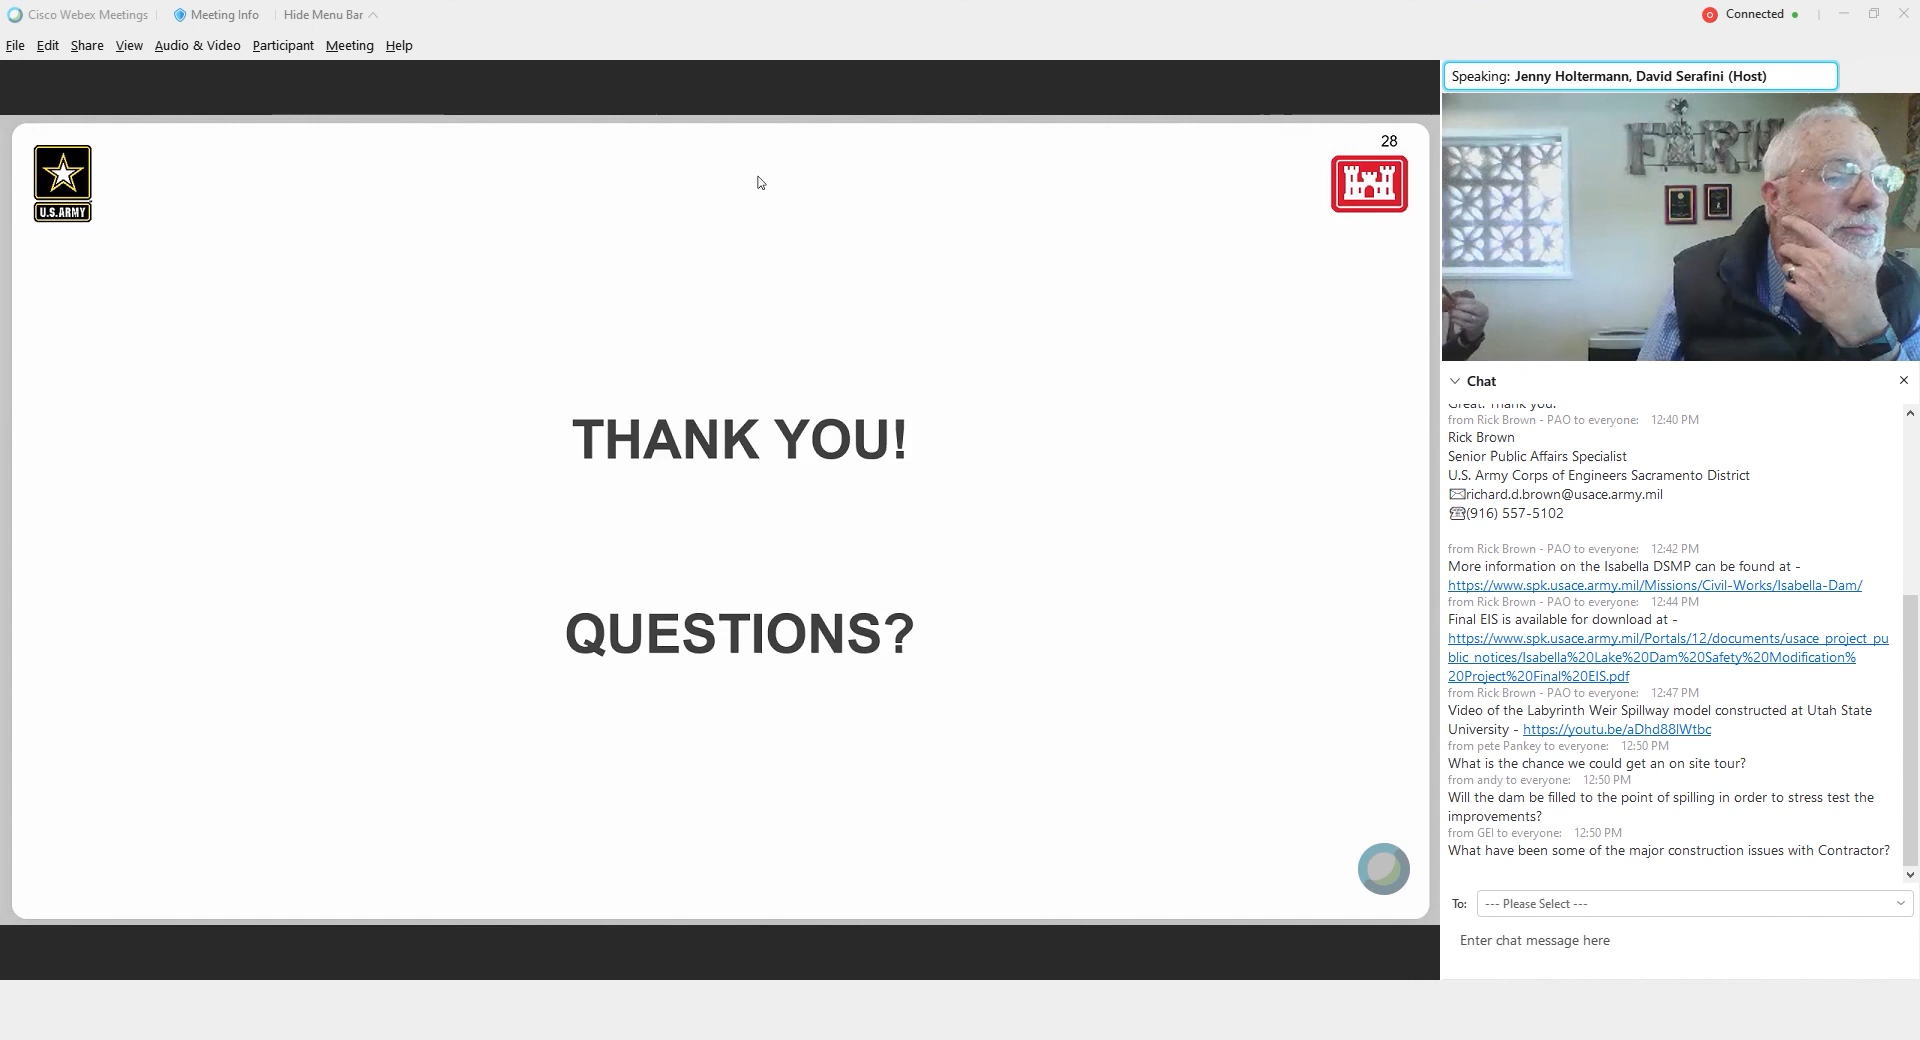 Cisco Webex Meetings
Meeting Info
Hide Menu Bar
Connected
File Edit Share View Audio & Video Participant Meeting Help
Speaking: Jenny Holtermann, David Serafini (Host)
28
U.S.ARMY
FARM
THANK YOU!
QUESTIONS?
Chat
Great. Thank you.
from Rick Brown - PAO to everyone: 12:40 PM
Rick Brown
Senior Public Affairs Specialist
U.S. Army Corps of Engineers Sacramento District
richard.d.brown@usace.army.mil
(916) 557-5102
from Rick Brown - PAO to everyone: 12:42 PM
More information on the Isabella DSMP can be found at -
https://www.spk.usace.army.mil/Missions/Civil-Works/Isabella-Dam/
from Rick Brown - PAO to everyone: 12:44 PM
Final EIS is available for download at -
https://www.spk.usace.army.mil/Portals/12/documents/usace_project_pu
blic_notices/Isabella%20Lake%20Dam%20Safety%20Modification%
20Project%20Final%20EIS.pdf
from Rick Brown - PAO to everyone: 12:47 PM
Video of the Labyrinth Weir Spillway model constructed at Utah State
University - https://youtu.be/aDhd88lWtbc
from pete Pankey to everyone: 12:50 PM
What is the chance we could get an on site tour?
from andy to everyone: 12:50 PM
Will the dam be filled to the point of spilling in order to stress test the
improvements?
from GEI to everyone: 12:50 PM
What have been some of the major construction issues with Contractor?
To: --- Please Select ---
Enter chat message here